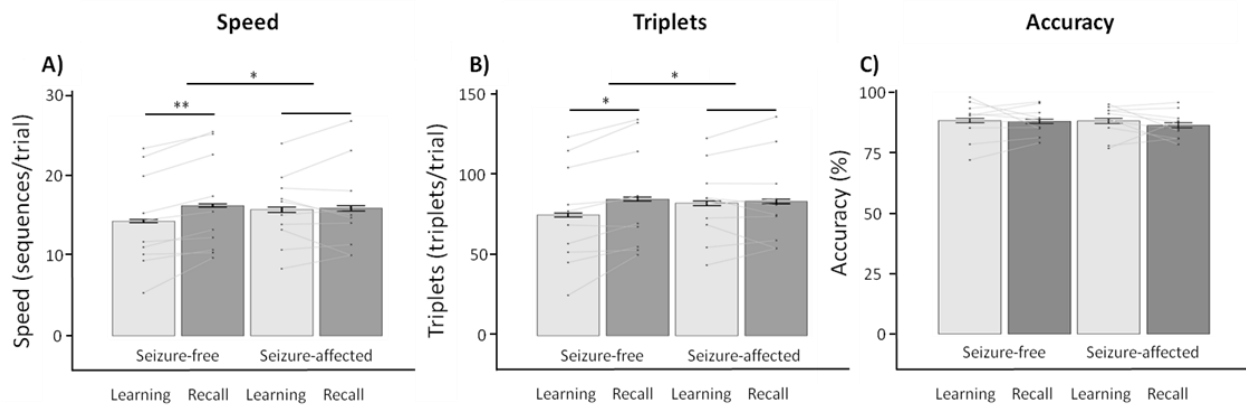 Speed
A)
Speed (sequences/trial)
30
20
10
0
*
**
Seizure-free Seizure-affected
Learning Recall Learning Recall
Triplets
B)
Triplets (triplets/trial)
150
100
50
0
*
*
Seizure-free Seizure-affected
Learning Recall Learning Recall
Accuracy
C)
Accuracy (%)
100
75
50
25
0
Seizure-free Seizure-affected
Learning Recall Learning Recall